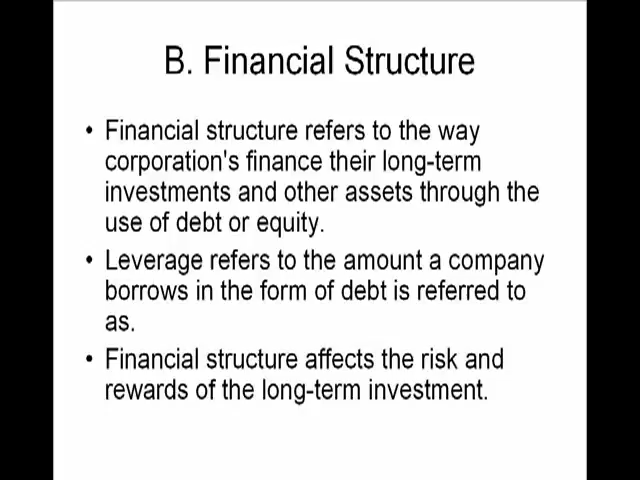 B. Financial Structure
• Financial structure refers to the way
corporation's finance their long-term
investments and other assets through the
use of debt or equity.
• Leverage refers to the amount a company
borrows in the form of debt is referred to
as.
• Financial structure affects the risk and
rewards of the long-term investment.